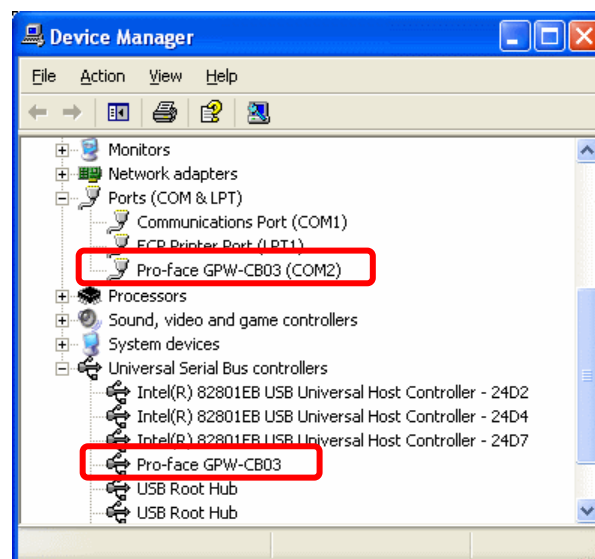 Device Manager
File Action View Help
Monitors
Network adapters
Ports (COM & LPT)
Communications Port (COM1)
ECP Printer Port (LPT1)
Pro-face GPW-CB03 (COM2)
Processors
Sound, video and game controllers
System devices
Universal Serial Bus controllers
Intel(R) 82801EB USB Universal Host Controller - 24D2
Intel(R) 82801EB USB Universal Host Controller - 24D4
Intel(R) 82801EB USB Universal Host Controller - 24D7
Pro-face GPW-CB03
USB Root Hub
USB Root Hub